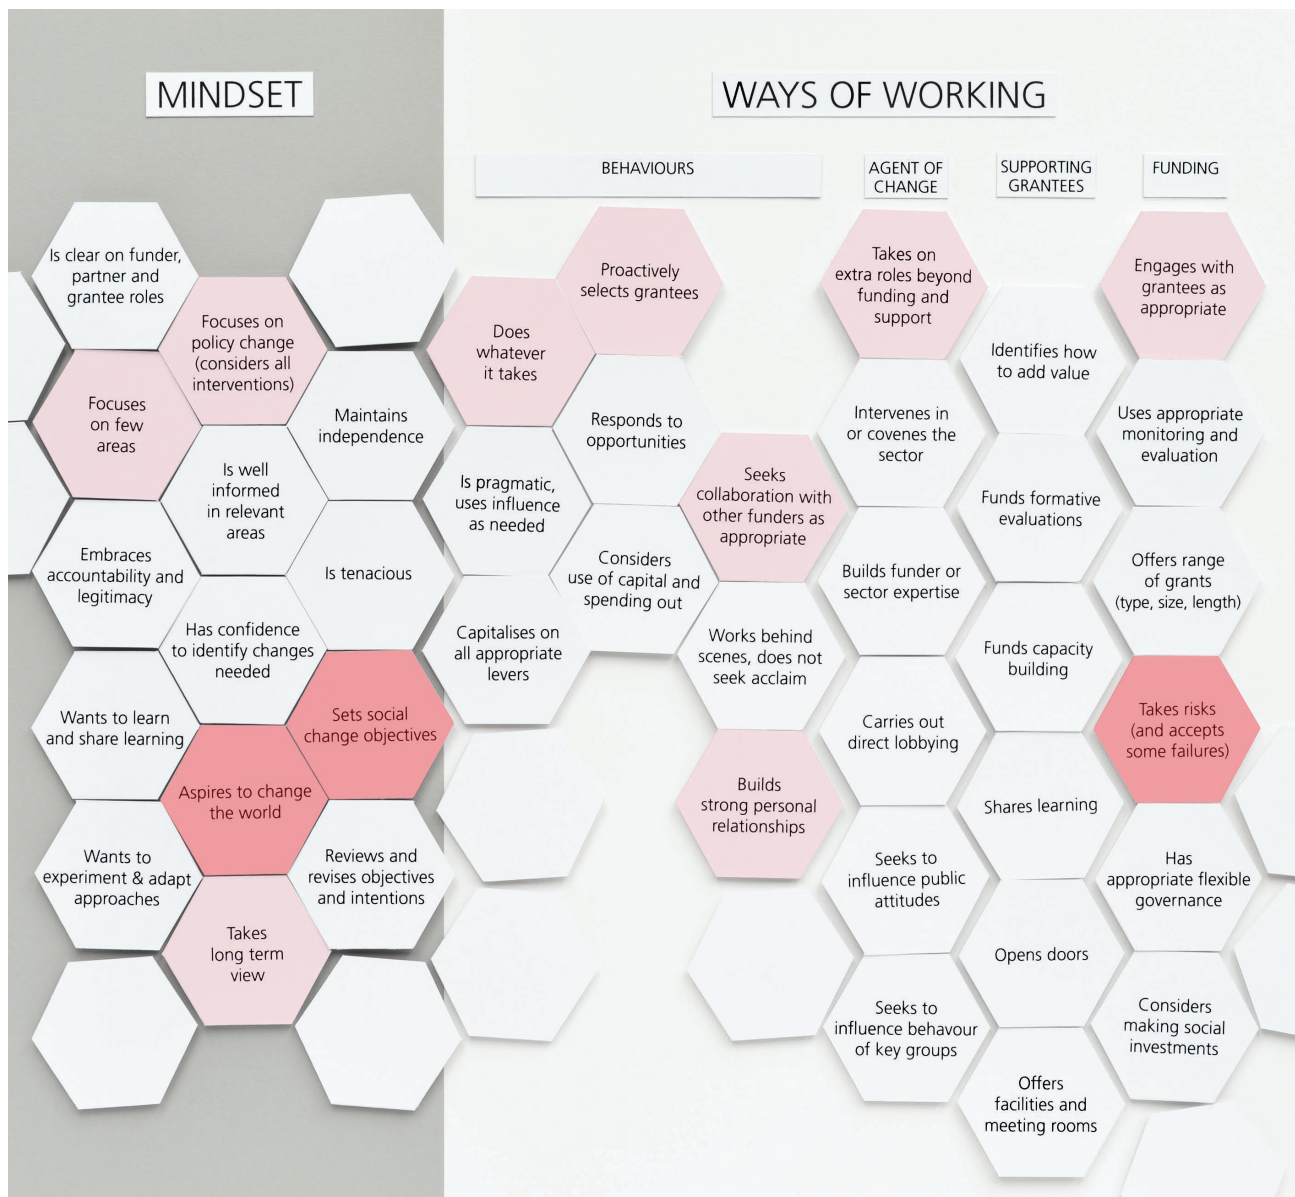 MINDSET
WAYS OF WORKING
BEHAVIOURS
AGENT OF
CHANGE
SUPPORTING
GRANTEES
FUNDING
Is clear on funder,
partner and
grantee roles
Focuses on
policy change
(considers all
interventions)
Focuses
on few
areas
Maintains
independence
Is well
informed
in relevant
areas
Embraces
accountability and
legitimacy
Is tenacious
Has confidence
to identify changes
needed
Wants to learn
and share learning
Sets social
change objectives
Aspires to change
the world
Wants to
experiment & adapt
approaches
Reviews and
revises objectives
and intentions
Takes
long term
view
Proactively
selects grantees
Does
whatever
it takes
Responds to
opportunities
Is pragmatic,
uses influence
as needed
Seeks
collaboration with
other funders as
appropriate
Considers
use of capital and
spending out
Capitalises on
all appropriate
levers
Works behind
scenes, does not
seek acclaim
Builds
strong personal
relationships
Takes on
extra roles beyond
funding and
support
Intervenes in
or covenes the
sector
Builds funder or
sector expertise
Carries out
direct lobbying
Seeks to
influence public
attitudes
Seeks to
influence behavour
of key groups
Identifies how
to add value
Funds formative
evaluations
Funds capacity
building
Shares learning
Opens doors
Offers
facilities and
meeting rooms
Engages with
grantees as
appropriate
Uses appropriate
monitoring and
evaluation
Offers range
of grants
(type, size, length)
Takes risks
(and accepts
some failures)
Has
appropriate flexible
governance
Considers
making social
investments